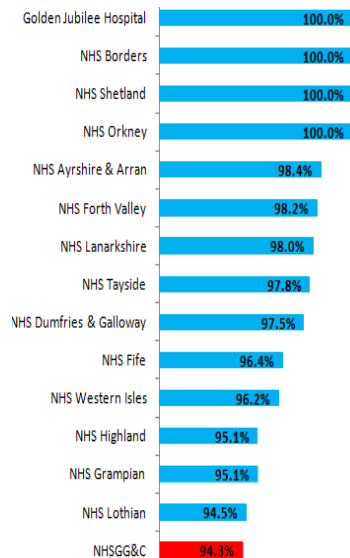 Golden Jubilee Hospital 100.0%
NHS Borders 100.0%
NHS Shetland 100.0%
NHS Orkney 100.0%
NHS Ayrshire & Arran 98.4%
NHS Forth Valley 98.2%
NHS Lanarkshire 98.0%
NHS Tayside 97.8%
NHS Dumfries & Galloway 97.5%
NHS Fife 96.4%
NHS Western Isles 96.2%
NHS Highland 95.1%
NHS Grampian 95.1%
NHS Lothian 94.5%
NHSGG&C 94.3%